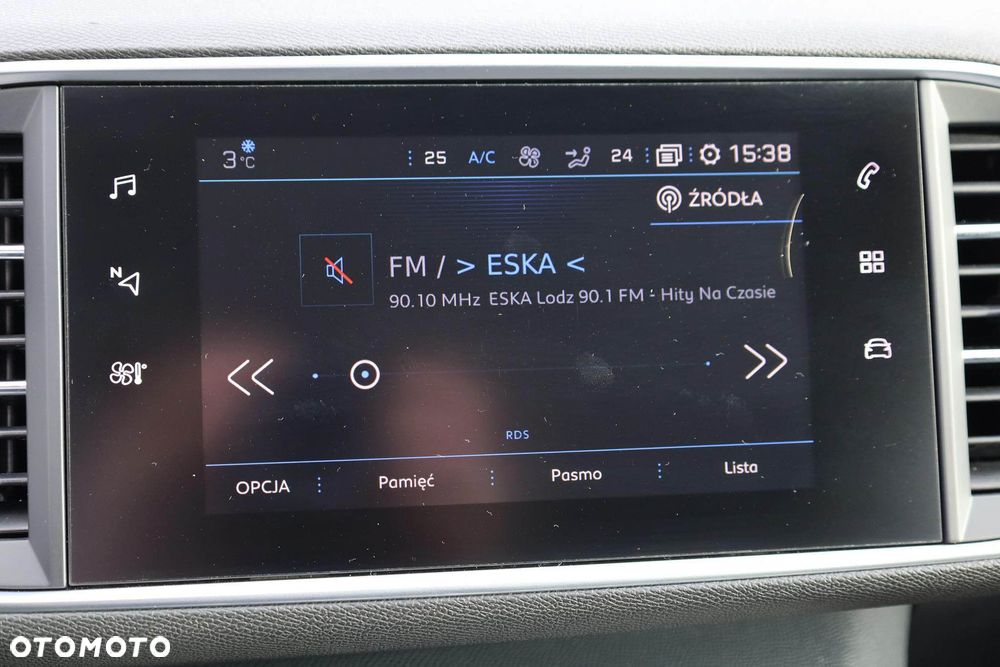 3 °C 25 A/C 24 15:38
ŹRÓDŁA
N
FM / > ESKA <
90.10 MHz ESKA Lodz 90.1 FM - Hity Na Czasie
RDS
OPCJA Pamięć Pasmo Lista
OTOMOTO